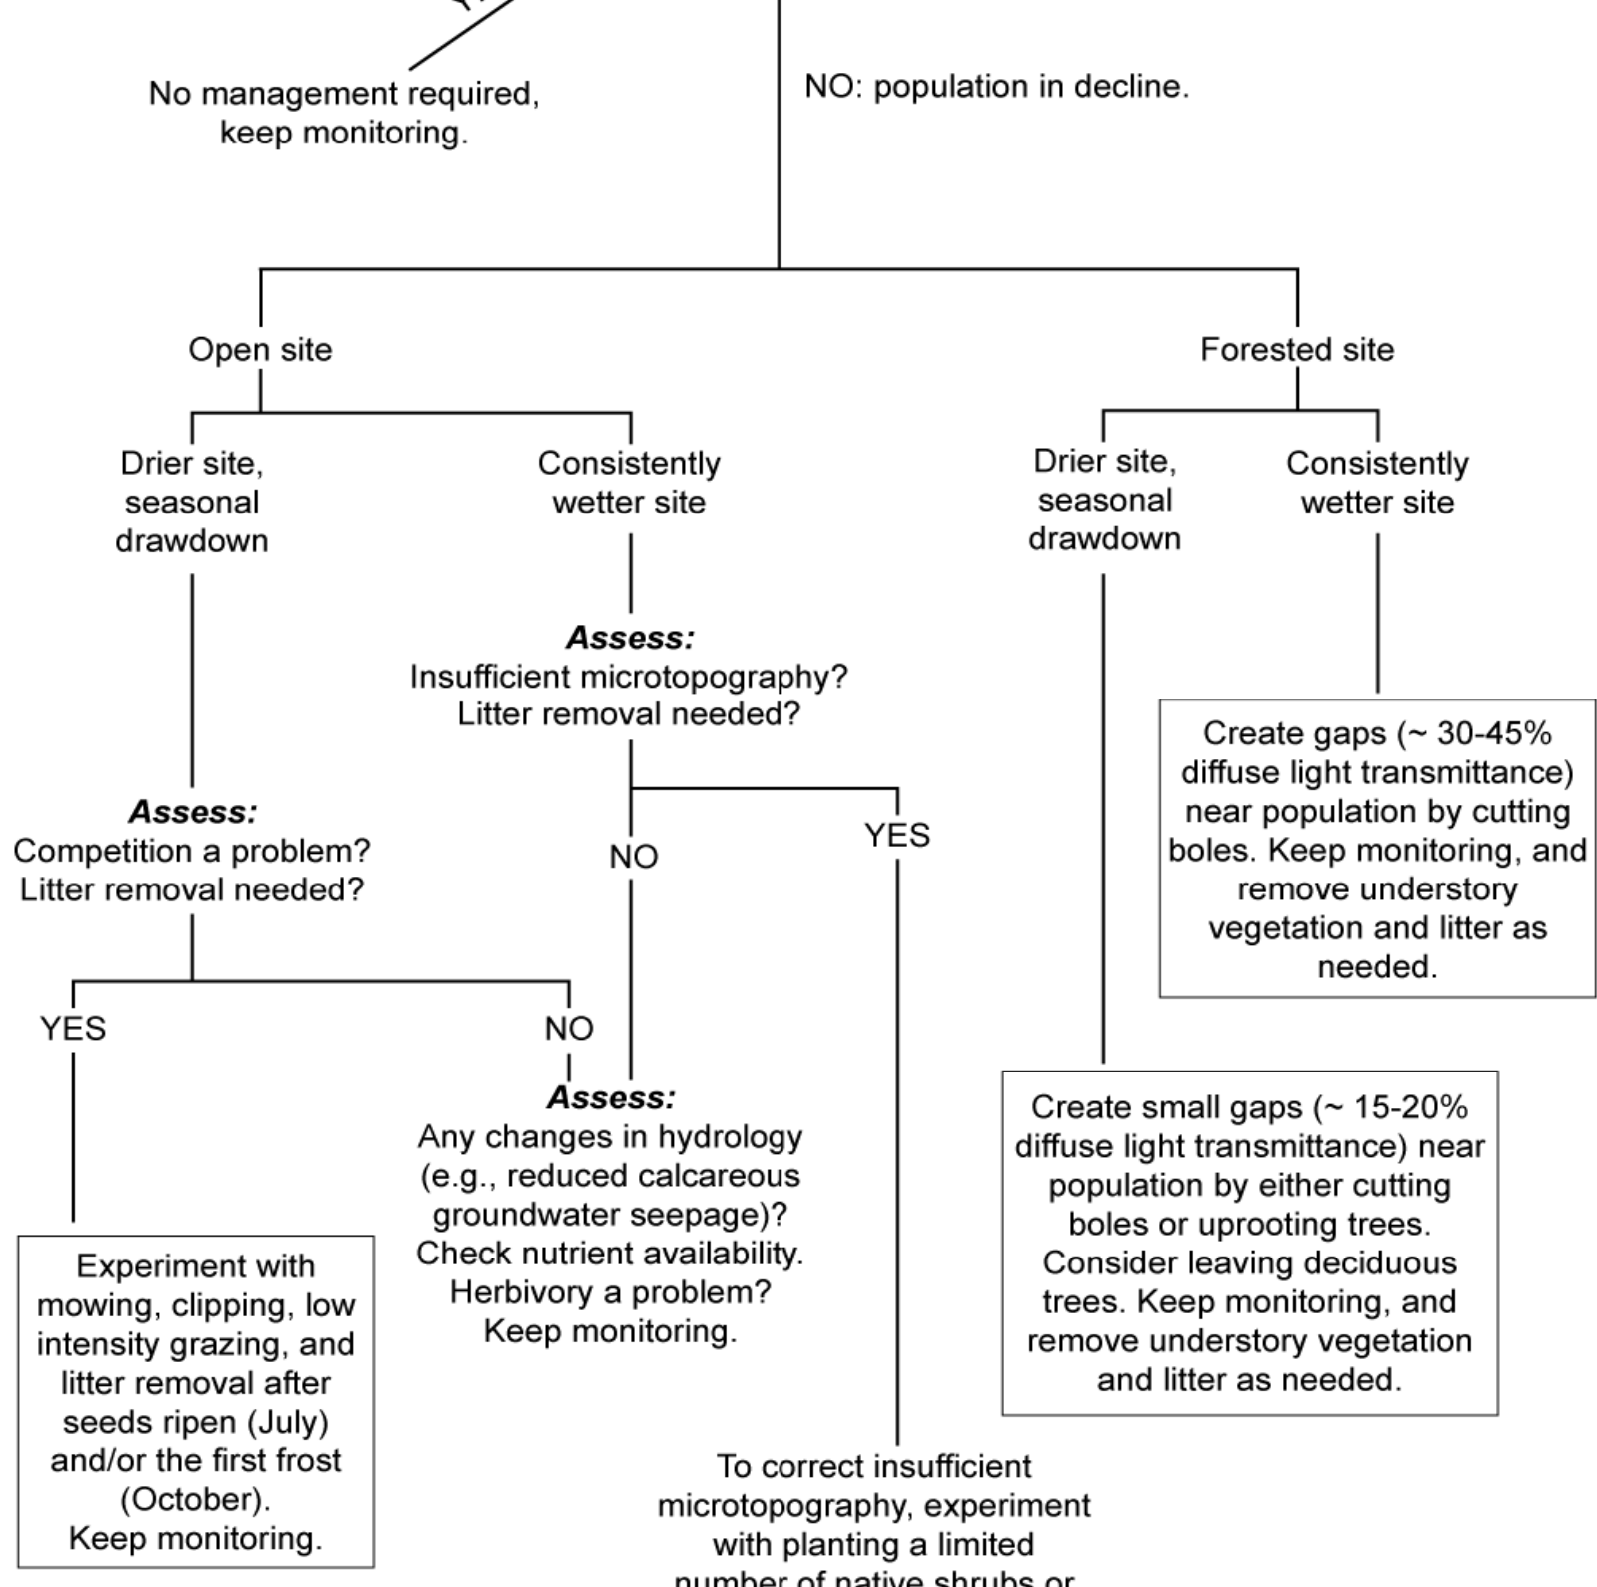 No management required,
keep monitoring.
NO: population in decline.
Open site
Forested site
Drier site,
seasonal
drawdown
Consistently
wetter site
Drier site,
seasonal
drawdown
Consistently
wetter site
Assess:
Insufficient microtopography?
Litter removal needed?
Create gaps (~ 30-45%
diffuse light transmittance)
near population by cutting
boles. Keep monitoring, and
remove understory
vegetation and litter as
needed.
Assess:
Competition a problem?
Litter removal needed?
NO
YES
YES
NO
Assess:
Any changes in hydrology
(e.g., reduced calcareous
groundwater seepage)?
Check nutrient availability.
Herbivory a problem?
Keep monitoring.
Create small gaps (~ 15-20%
diffuse light transmittance) near
population by either cutting
boles or uprooting trees.
Consider leaving deciduous
trees. Keep monitoring, and
remove understory vegetation
and litter as needed.
Experiment with
mowing, clipping, low
intensity grazing, and
litter removal after
seeds ripen (July)
and/or the first frost
(October).
Keep monitoring.
To correct insufficient
microtopography, experiment
with planting a limited
number of native shrubs or